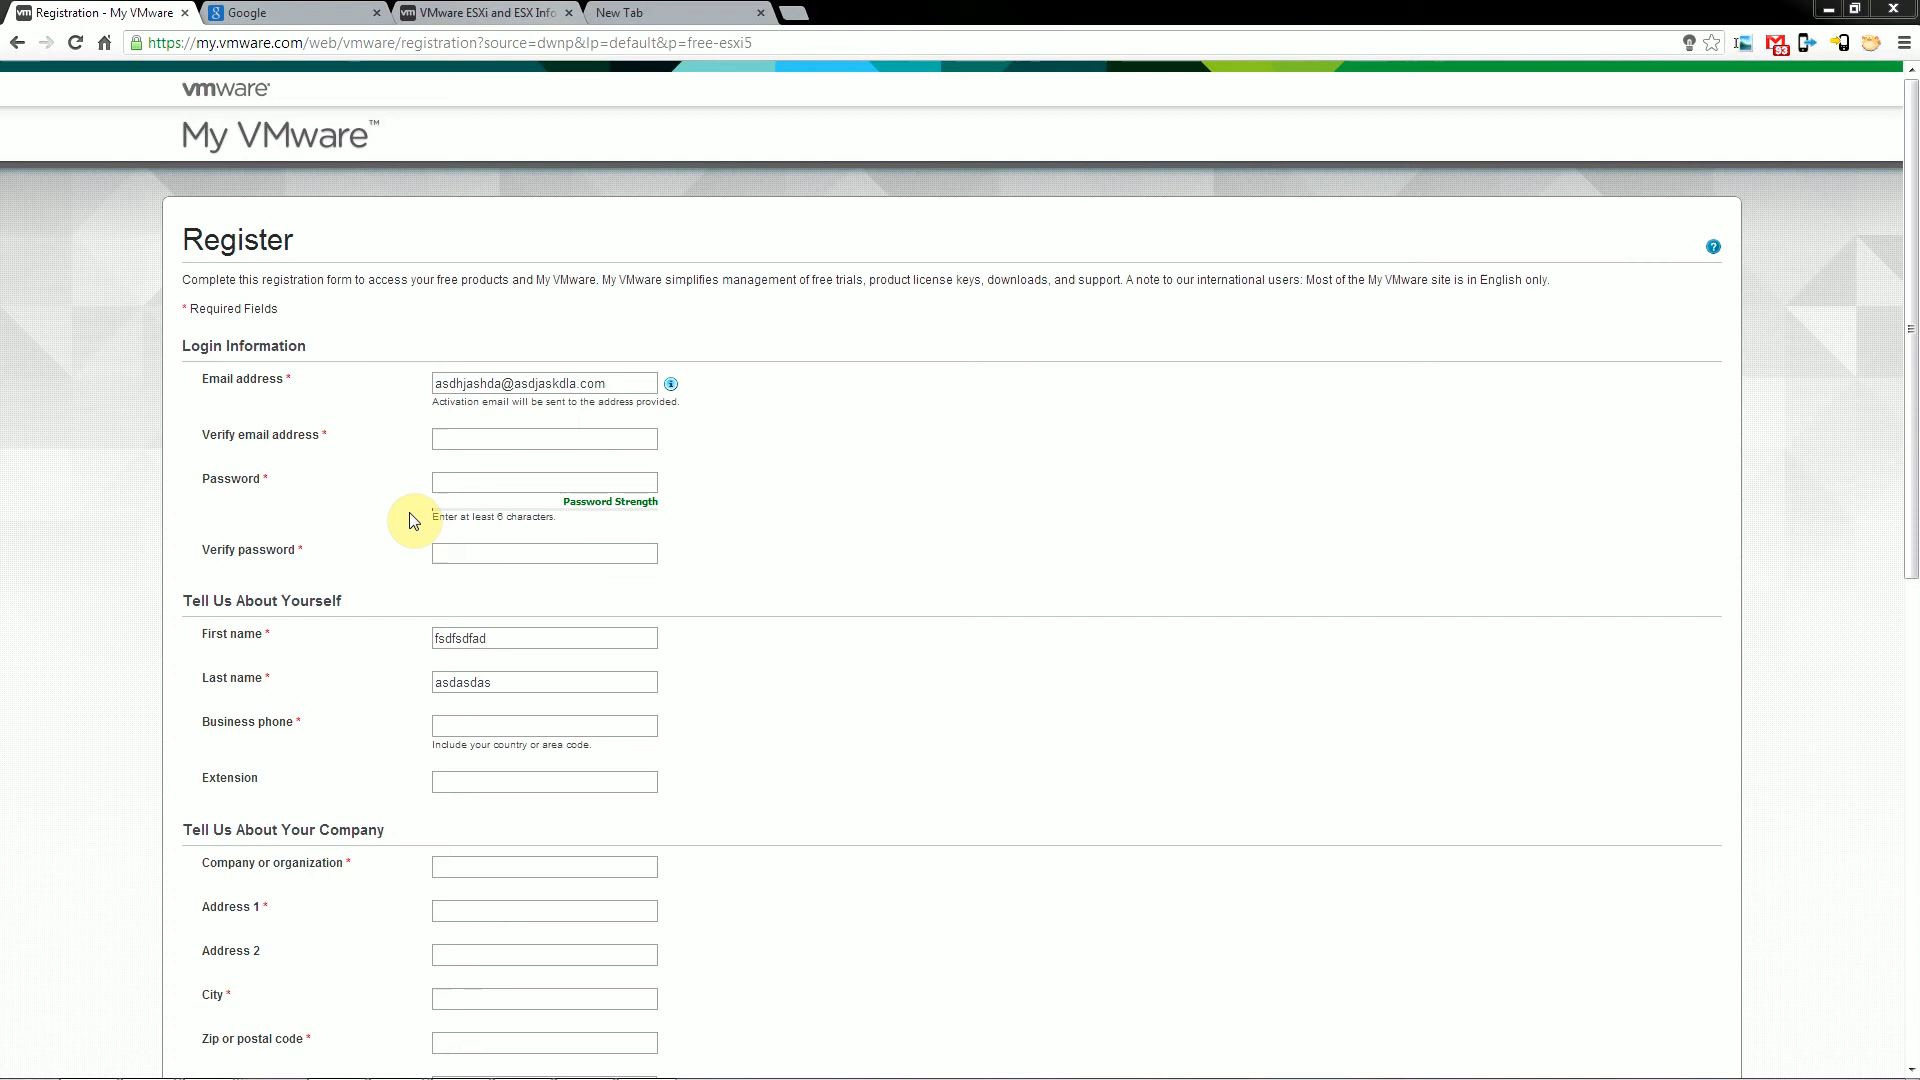 Registration - My VMware
Google
VMware ESXi and ESX Info
New Tab
https://my.vmware.com/web/vmware/registration?source=dwnp&lp=default&p=free-esxi5
93
vmware
My VMware™
Register
Complete this registration form to access your free products and My VMware. My VMware simplifies management of free trials, product license keys, downloads, and support. A note to our international users: Most of the My VMware site is in English only.
* Required Fields
Login Information
Email address *
asdhjashda@asdjaskdla.com
Activation email will be sent to the address provided.
Verify email address *
Password *
Password Strength
Enter at least 6 characters.
Verify password *
Tell Us About Yourself
First name *
fsdfsdfad
Last name *
asdasdas
Business phone *
Include your country or area code.
Extension
Tell Us About Your Company
Company or organization *
Address 1 *
Address 2
City *
Zip or postal code *